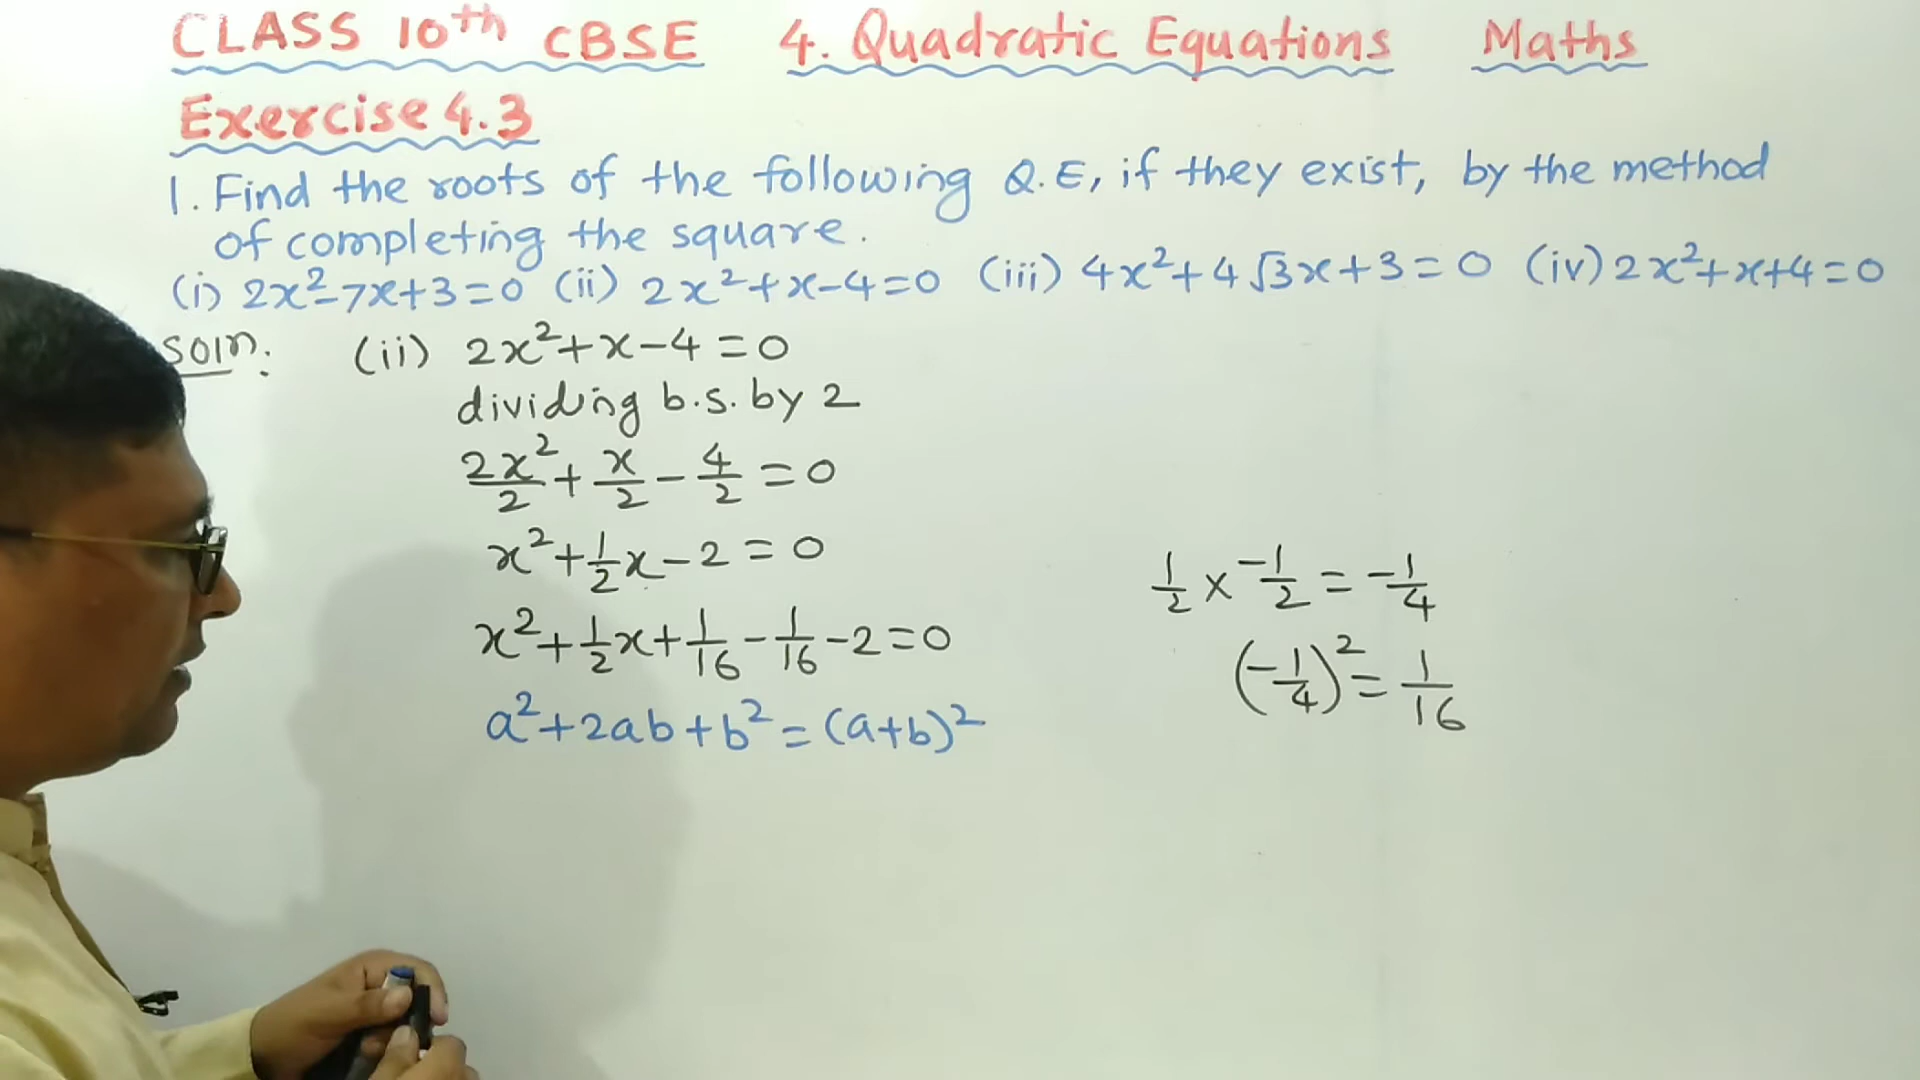 CLASS 10th CBSE 4. Quadratic Equations Maths
Exercise 4.3
1. Find the roots of the following Q.E, if they exist, by the method
of completing the square.
(i) 2x²-7x+3=0 (ii) 2x²+x-4=0 (iii) 4x²+4√3x+3=0 (iv) 2x²+x+4=0
Soln: (ii) 2x²+x-4=0
dividing b.s. by 2
2x²/2 + x/2 - 4/2 = 0
x²+1/2x-2=0
1/2 x -1/2 = -1/4
x²+1/2x+1/16-1/16-2=0
(-1/4)²=1/16
a²+2ab+b²=(a+b)²